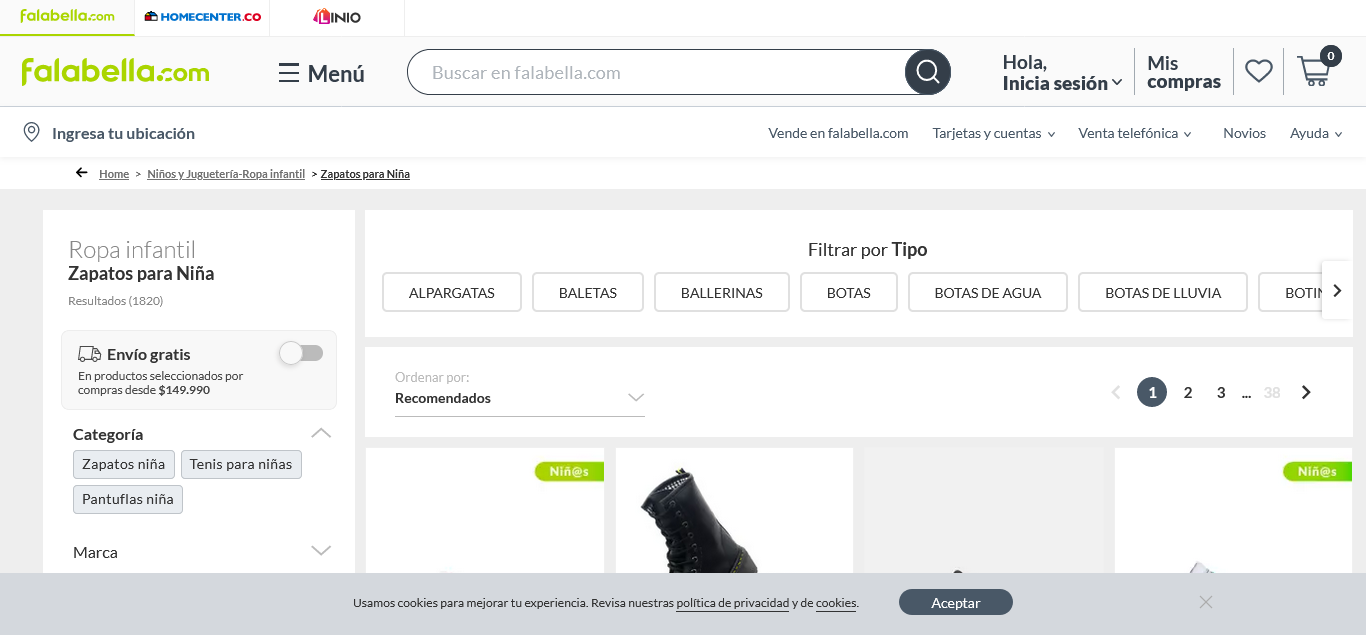 falabella.com
HOMECENTER.CO
LINIO
falabella.com
Menú
Buscar en falabella.com
Hola,
Inicia sesión
Mis
compras
0
Ingresa tu ubicación
Vende en falabella.com
Tarjetas y cuentas
Venta telefónica
Novios
Ayuda
Home > Niños y Juguetería-Ropa infantil > Zapatos para Niña
Ropa infantil
Zapatos para Niña
Resultados (1820)
Envío gratis
En productos seleccionados por
compras desde $149.990
Categoría
Zapatos niña
Tenis para niñas
Pantuflas niña
Marca
Filtrar por Tipo
ALPARGATAS
BALETAS
BALLERINAS
BOTAS
BOTAS DE AGUA
BOTAS DE LLUVIA
Ordenar por:
Recomendados
1 2 3 ... 38
Niñ@s
Niñ@s
Usamos cookies para mejorar tu experiencia. Revisa nuestras política de privacidad y de cookies.
Aceptar